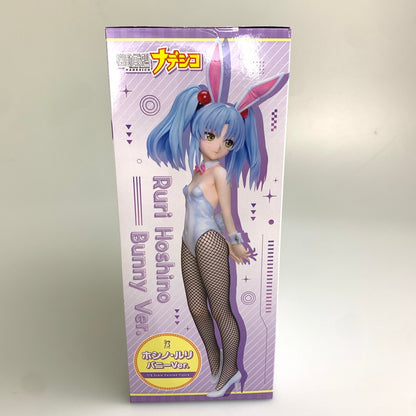 機動戦艦
ナデシコ
NADESICO
Ruri Hoshino
Bunny Ver.
ホシノ・ルリ
バニーVer.